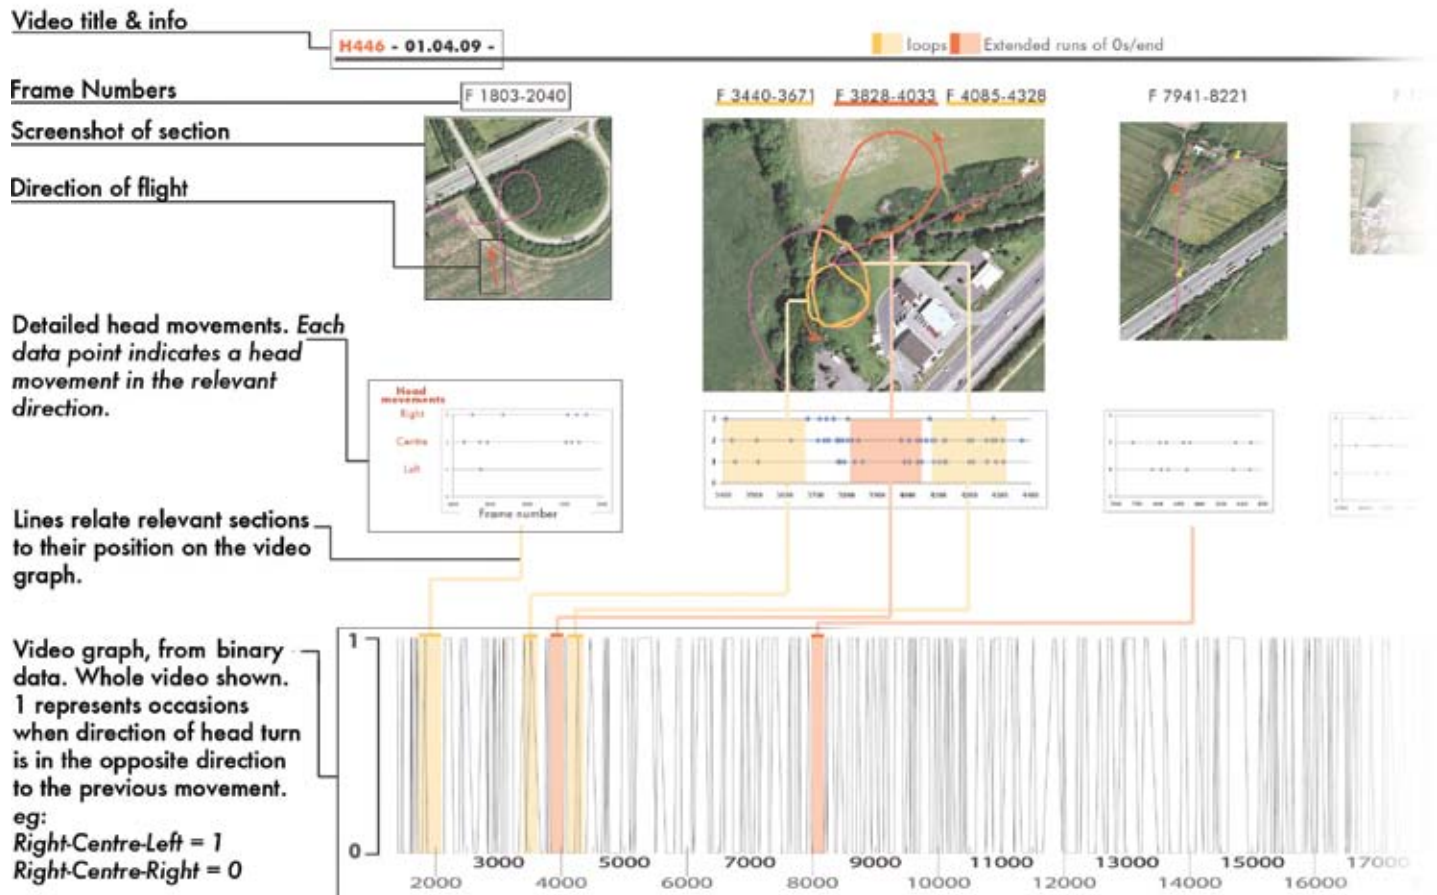 Video title & info
H446 - 01.04.09 -
loops
Extended runs of 0s/end
Frame Numbers
F 1803-2040
F 3440-3671
F 3828-4033
F 4085-4328
F 7941-8221
Screenshot of section
Direction of flight
Detailed head movements. Each
data point indicates a head
movement in the relevant
direction.
Head
movements
Right
Centre
Left
Frame number
Lines relate relevant sections
to their position on the video
graph.
Video graph, from binary
data. Whole video shown.
1 represents occasions
when direction of head turn
is in the opposite direction
to the previous movement.
eg:
Right-Centre-Left = 1
Right-Centre-Right = 0
1
0
3000 5000 7000 9000 11000 13000 15000 17000
2000 4000 6000 8000 10000 12000 14000 16000